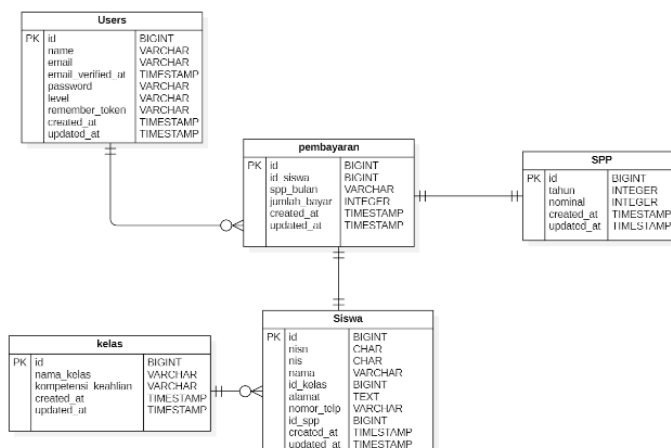 Users
PK id BIGINT
name VARCHAR
email VARCHAR
email_verified_at TIMESTAMP
password VARCHAR
level VARCHAR
remember_token VARCHAR
created_at TIMESTAMP
updated_at TIMESTAMP
pembayaran
PK id BIGINT
id_siswa BIGINT
spp_bulan VARCHAR
jumlah_bayar INTEGER
created_at TIMESTAMP
updated_at TIMESTAMP
SPP
PK id BIGINT
tahun INTEGER
nominal INTEGER
created_at TIMESTAMP
updated_at TIMESTAMP
kelas
PK id BIGINT
nama_kelas VARCHAR
kompetensi_keahlian VARCHAR
created_at TIMESTAMP
updated_at TIMESTAMP
Siswa
PK id BIGINT
nisn CHAR
nis CHAR
nama VARCHAR
id_kelas BIGINT
alamat TEXT
nomor_telp VARCHAR
id_spp BIGINT
created_at TIMESTAMP
updated_at TIMESTAMP